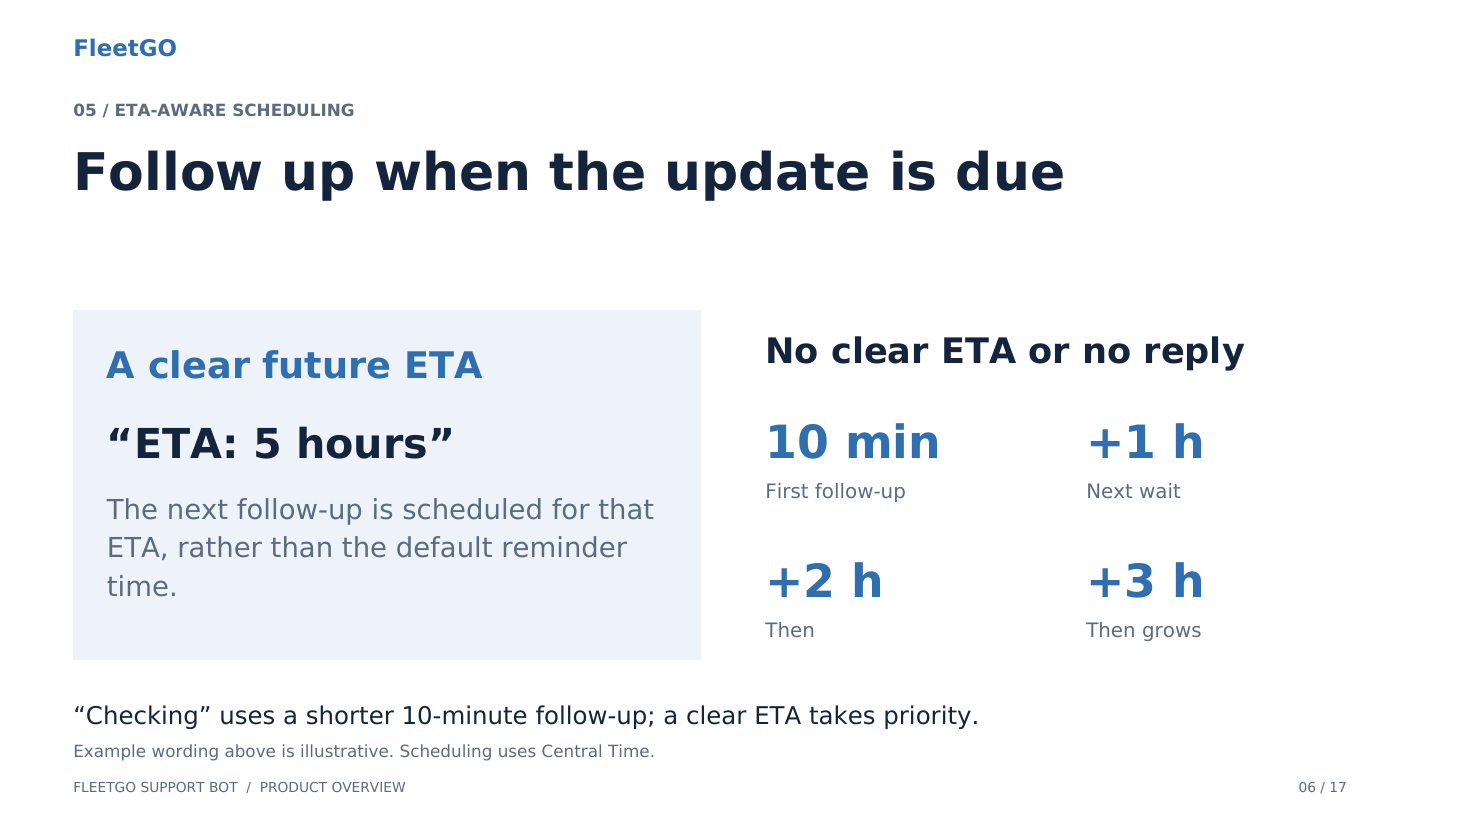 FleetGO
05 / ETA-AWARE SCHEDULING
Follow up when the update is due
A clear future ETA
“ETA: 5 hours”
The next follow-up is scheduled for that
ETA, rather than the default reminder
time.
No clear ETA or no reply
10 min
First follow-up
+1 h
Next wait
+2 h
Then
+3 h
Then grows
“Checking” uses a shorter 10-minute follow-up; a clear ETA takes priority.
Example wording above is illustrative. Scheduling uses Central Time.
FLEETGO SUPPORT BOT / PRODUCT OVERVIEW
06 / 17